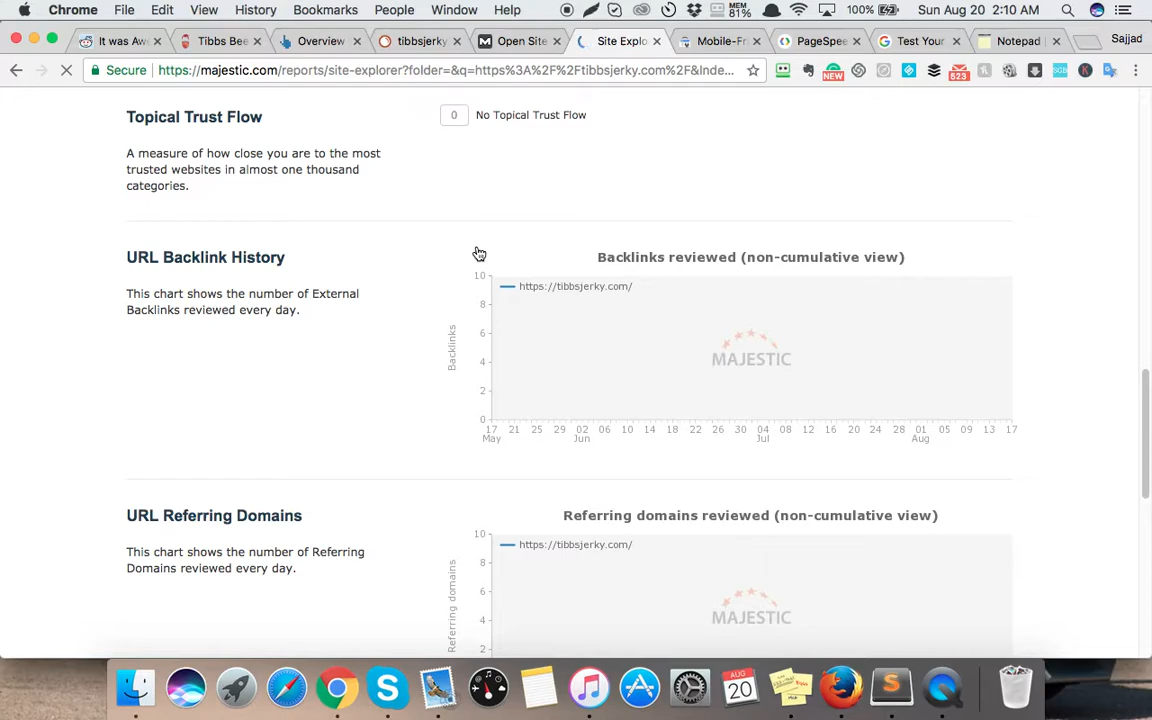 Chrome File Edit View History Bookmarks People Window Help MEM 81% 100% Sun Aug 20 2:10 AM
It was Aw Tibbs Bee Overview tibbsjerky Open Site Site Explo Mobile-Fri PageSpee Test Your Notepad Sajjad
Secure https://majestic.com/reports/site-explorer?folder=&q=https%3A%2F%2Ftibbsjerky.com%2F&Inde... NEW 523
Topical Trust Flow
0 No Topical Trust Flow
A measure of how close you are to the most
trusted websites in almost one thousand
categories.
URL Backlink History
This chart shows the number of External
Backlinks reviewed every day.
Backlinks reviewed (non-cumulative view)
https://tibbsjerky.com/
Backlinks
10
8
6
4
2
0
MAJESTIC
17 21 25 29 02 06 10 14 18 22 26 30 04 08 12 16 20 24 28 01 05 09 13 17
May Jun Jul Aug
URL Referring Domains
This chart shows the number of Referring
Domains reviewed every day.
Referring domains reviewed (non-cumulative view)
https://tibbsjerky.com/
Referring domains
10
8
6
4
2
MAJESTIC
AUG
20